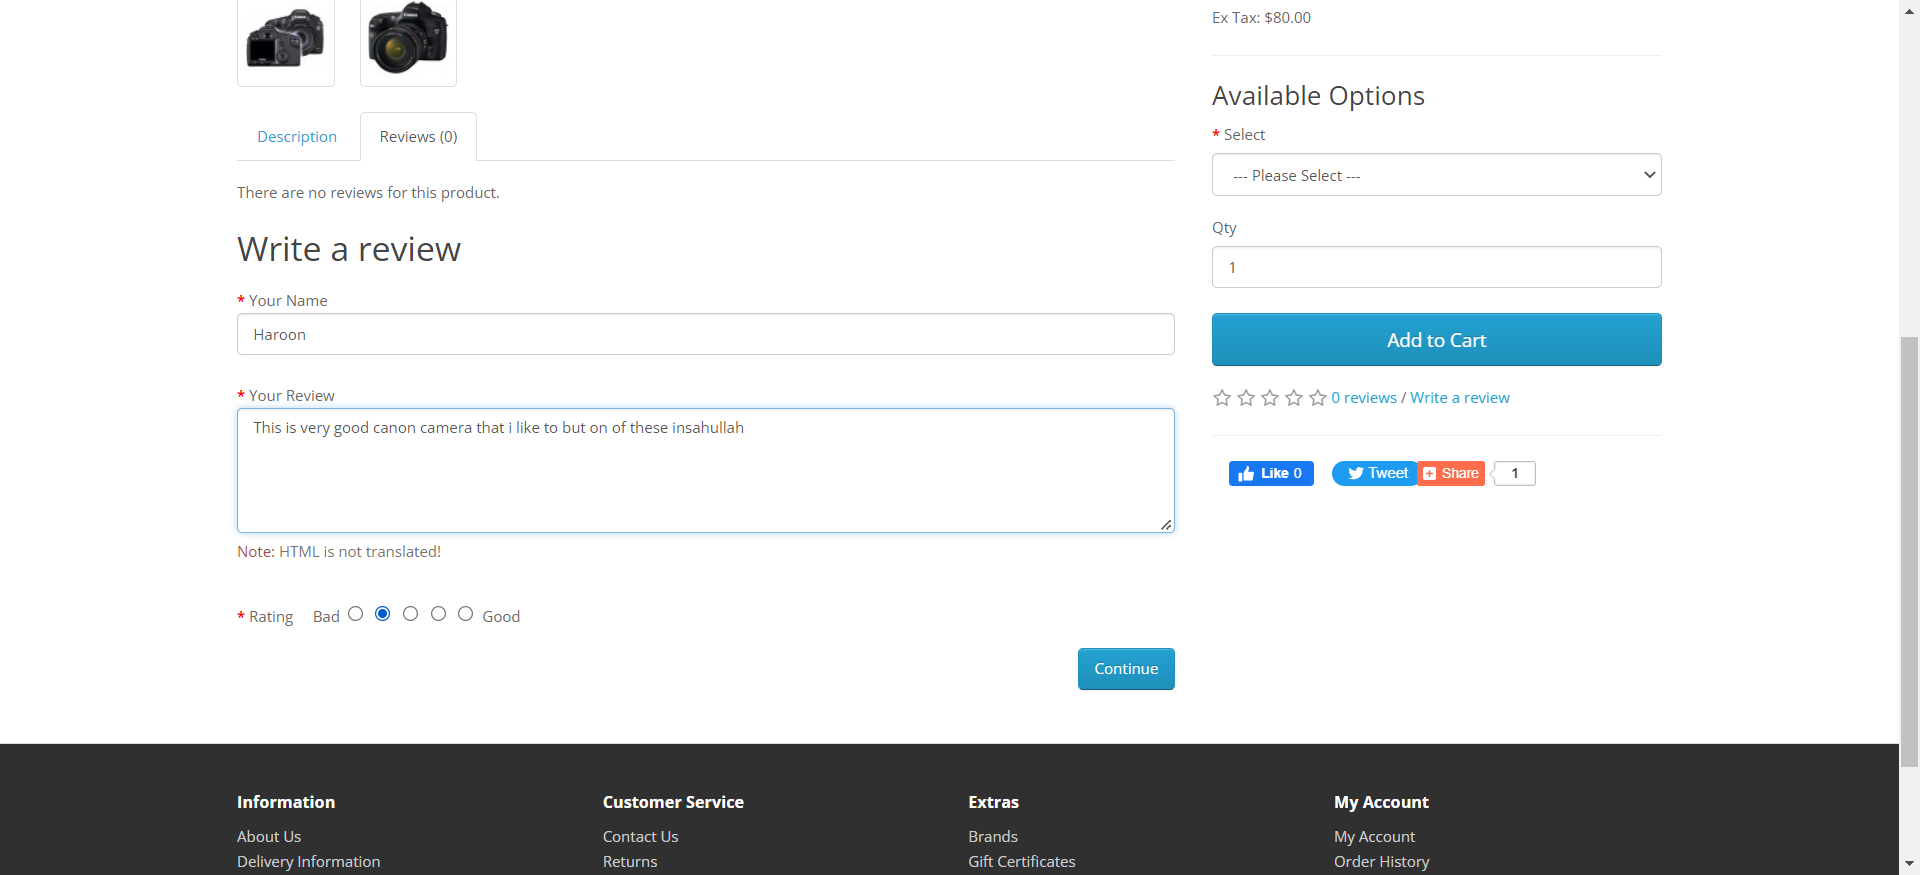 Ex Tax: $80.00
Available Options
* Select
--- Please Select ---
Qty
1
Add to Cart
0 reviews / Write a review
Like 0
Tweet
Share
1
Description
Reviews (0)
There are no reviews for this product.
Write a review
* Your Name
Haroon
* Your Review
This is very good canon camera that i like to but on of these insahullah
Note: HTML is not translated!
* Rating Bad Good
Continue
Information
About Us
Delivery Information
Customer Service
Contact Us
Returns
Extras
Brands
Gift Certificates
My Account
My Account
Order History